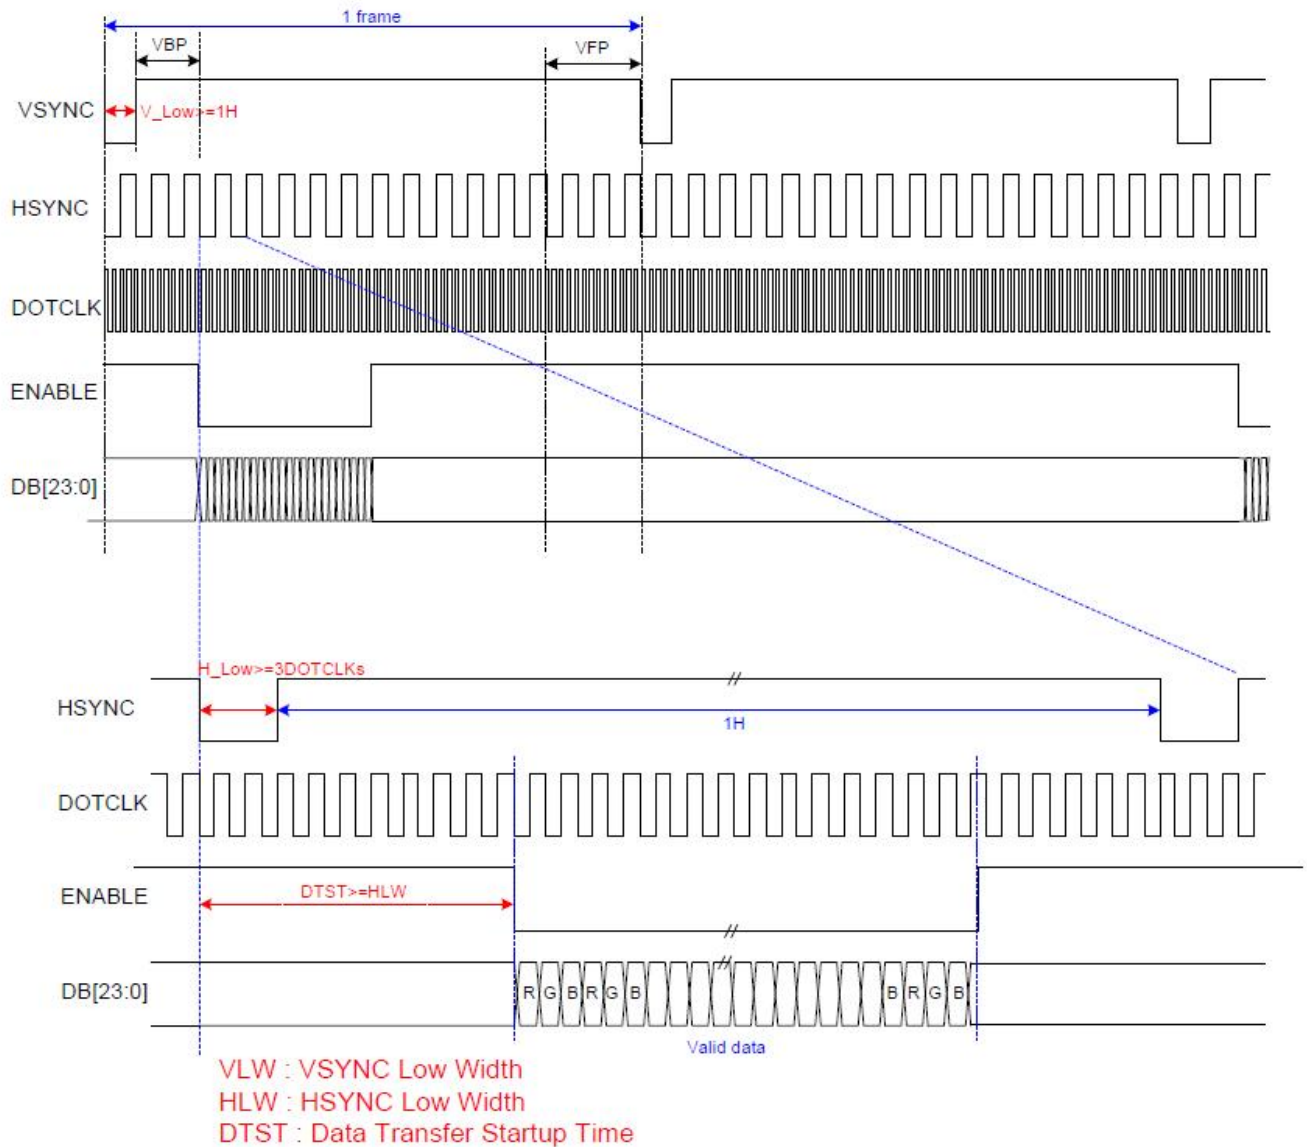 1 frame
VBP
VFP
VSYNC
V_Low>=1H
HSYNC
DOTCLK
ENABLE
DB[23:0]
H_Low>=3DOTCLKs
HSYNC
1H
DOTCLK
ENABLE
DTST>=HLW
DB[23:0]
R G B R G B B R G B
Valid data
VLW : VSYNC Low Width
HLW : HSYNC Low Width
DTST : Data Transfer Startup Time